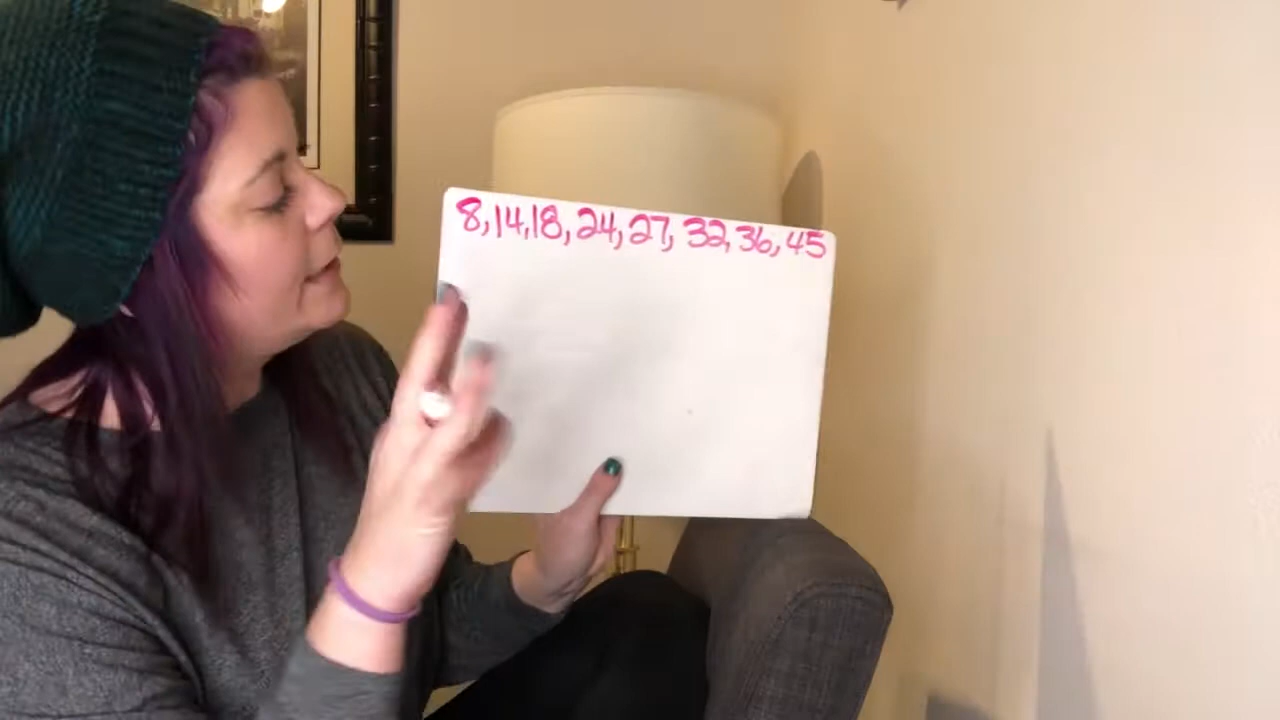 8, 14, 18, 24, 27, 32, 36, 45